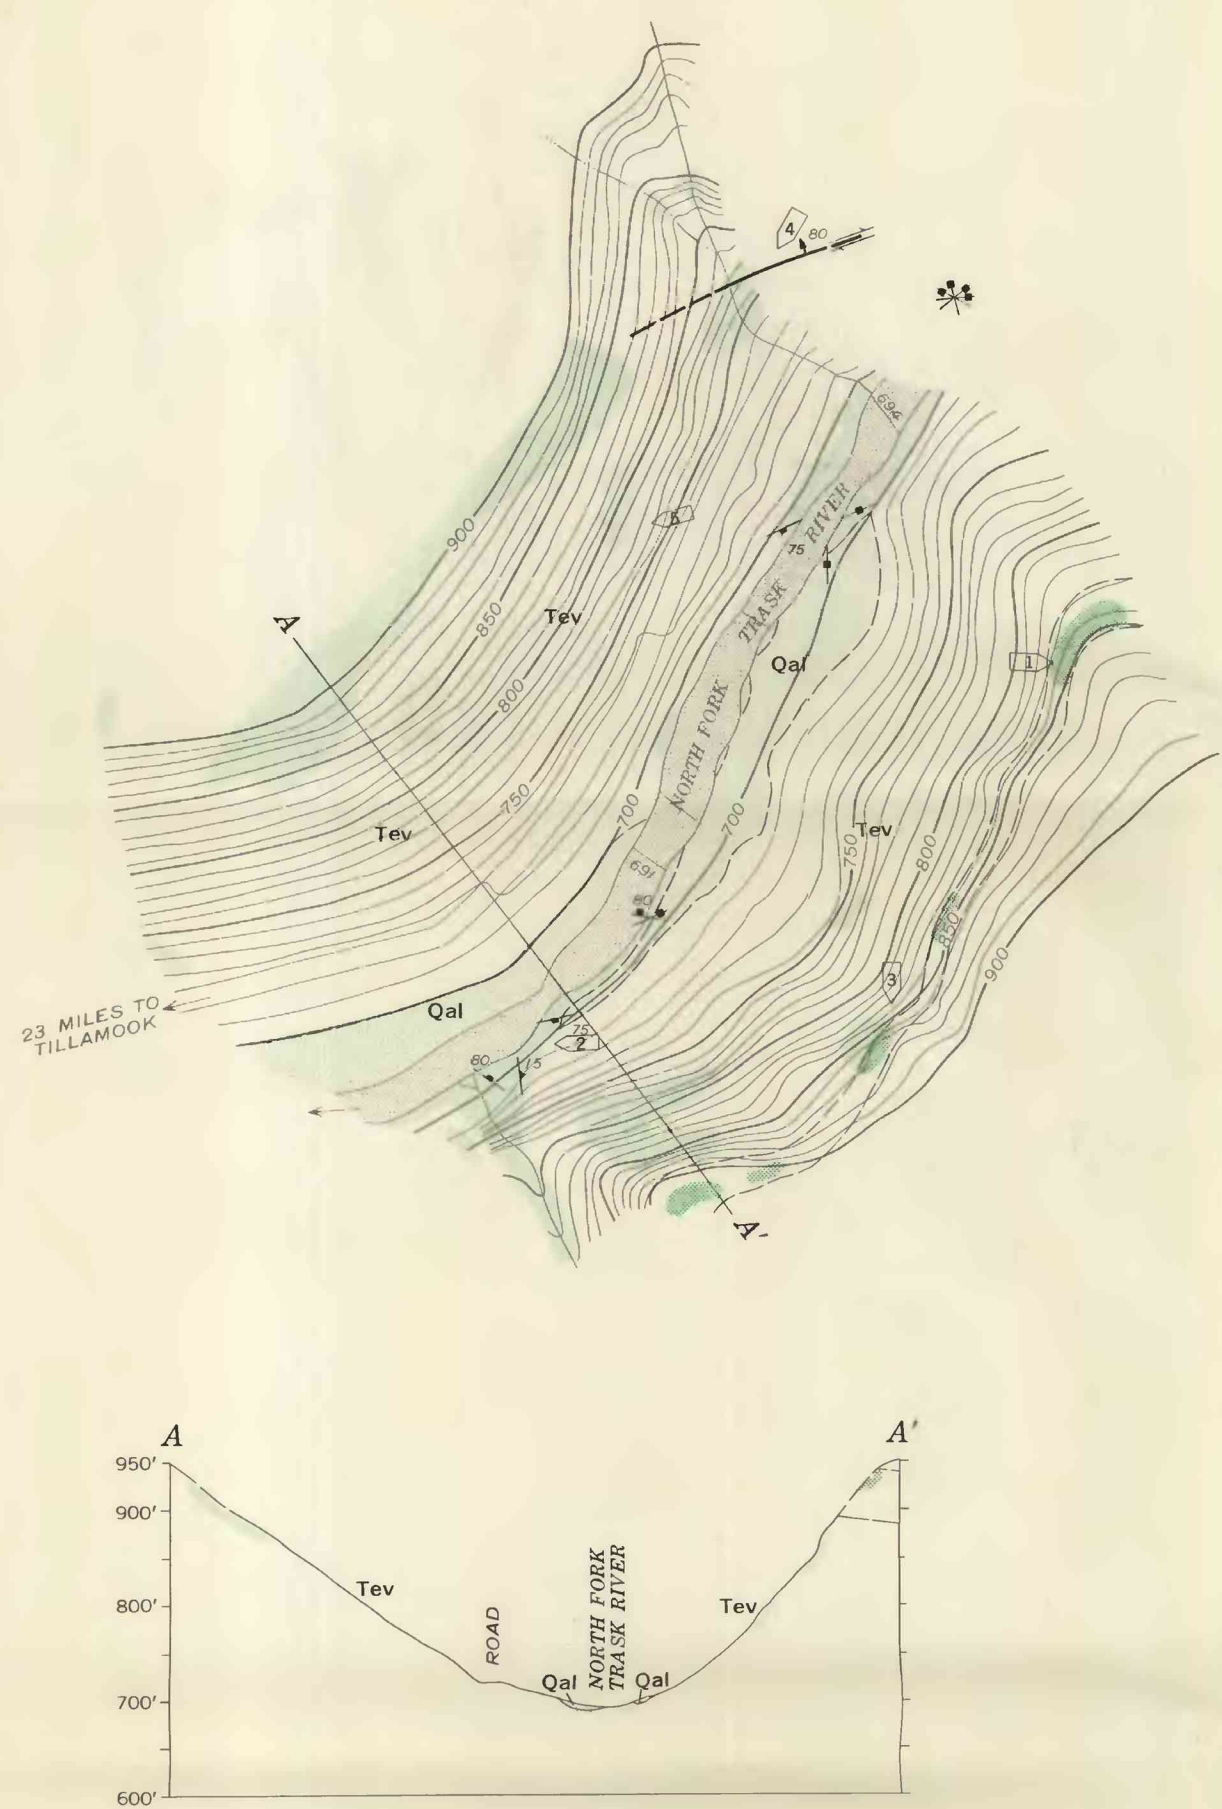 4
80
694
900
5
75
RIVER
TRASK
NORTH FORK
850
Tev
A
Qal
1
800
750
700
700
Tev
Tev
750
800
691
80
850
900
3
23 MILES TO
TILLAMOOK
Qal
75
2
80
15
A'
A
A'
950'
900'
800'
700'
600'
Tev
ROAD
NORTH FORK
TRASK RIVER
Tev
Qal
Qal